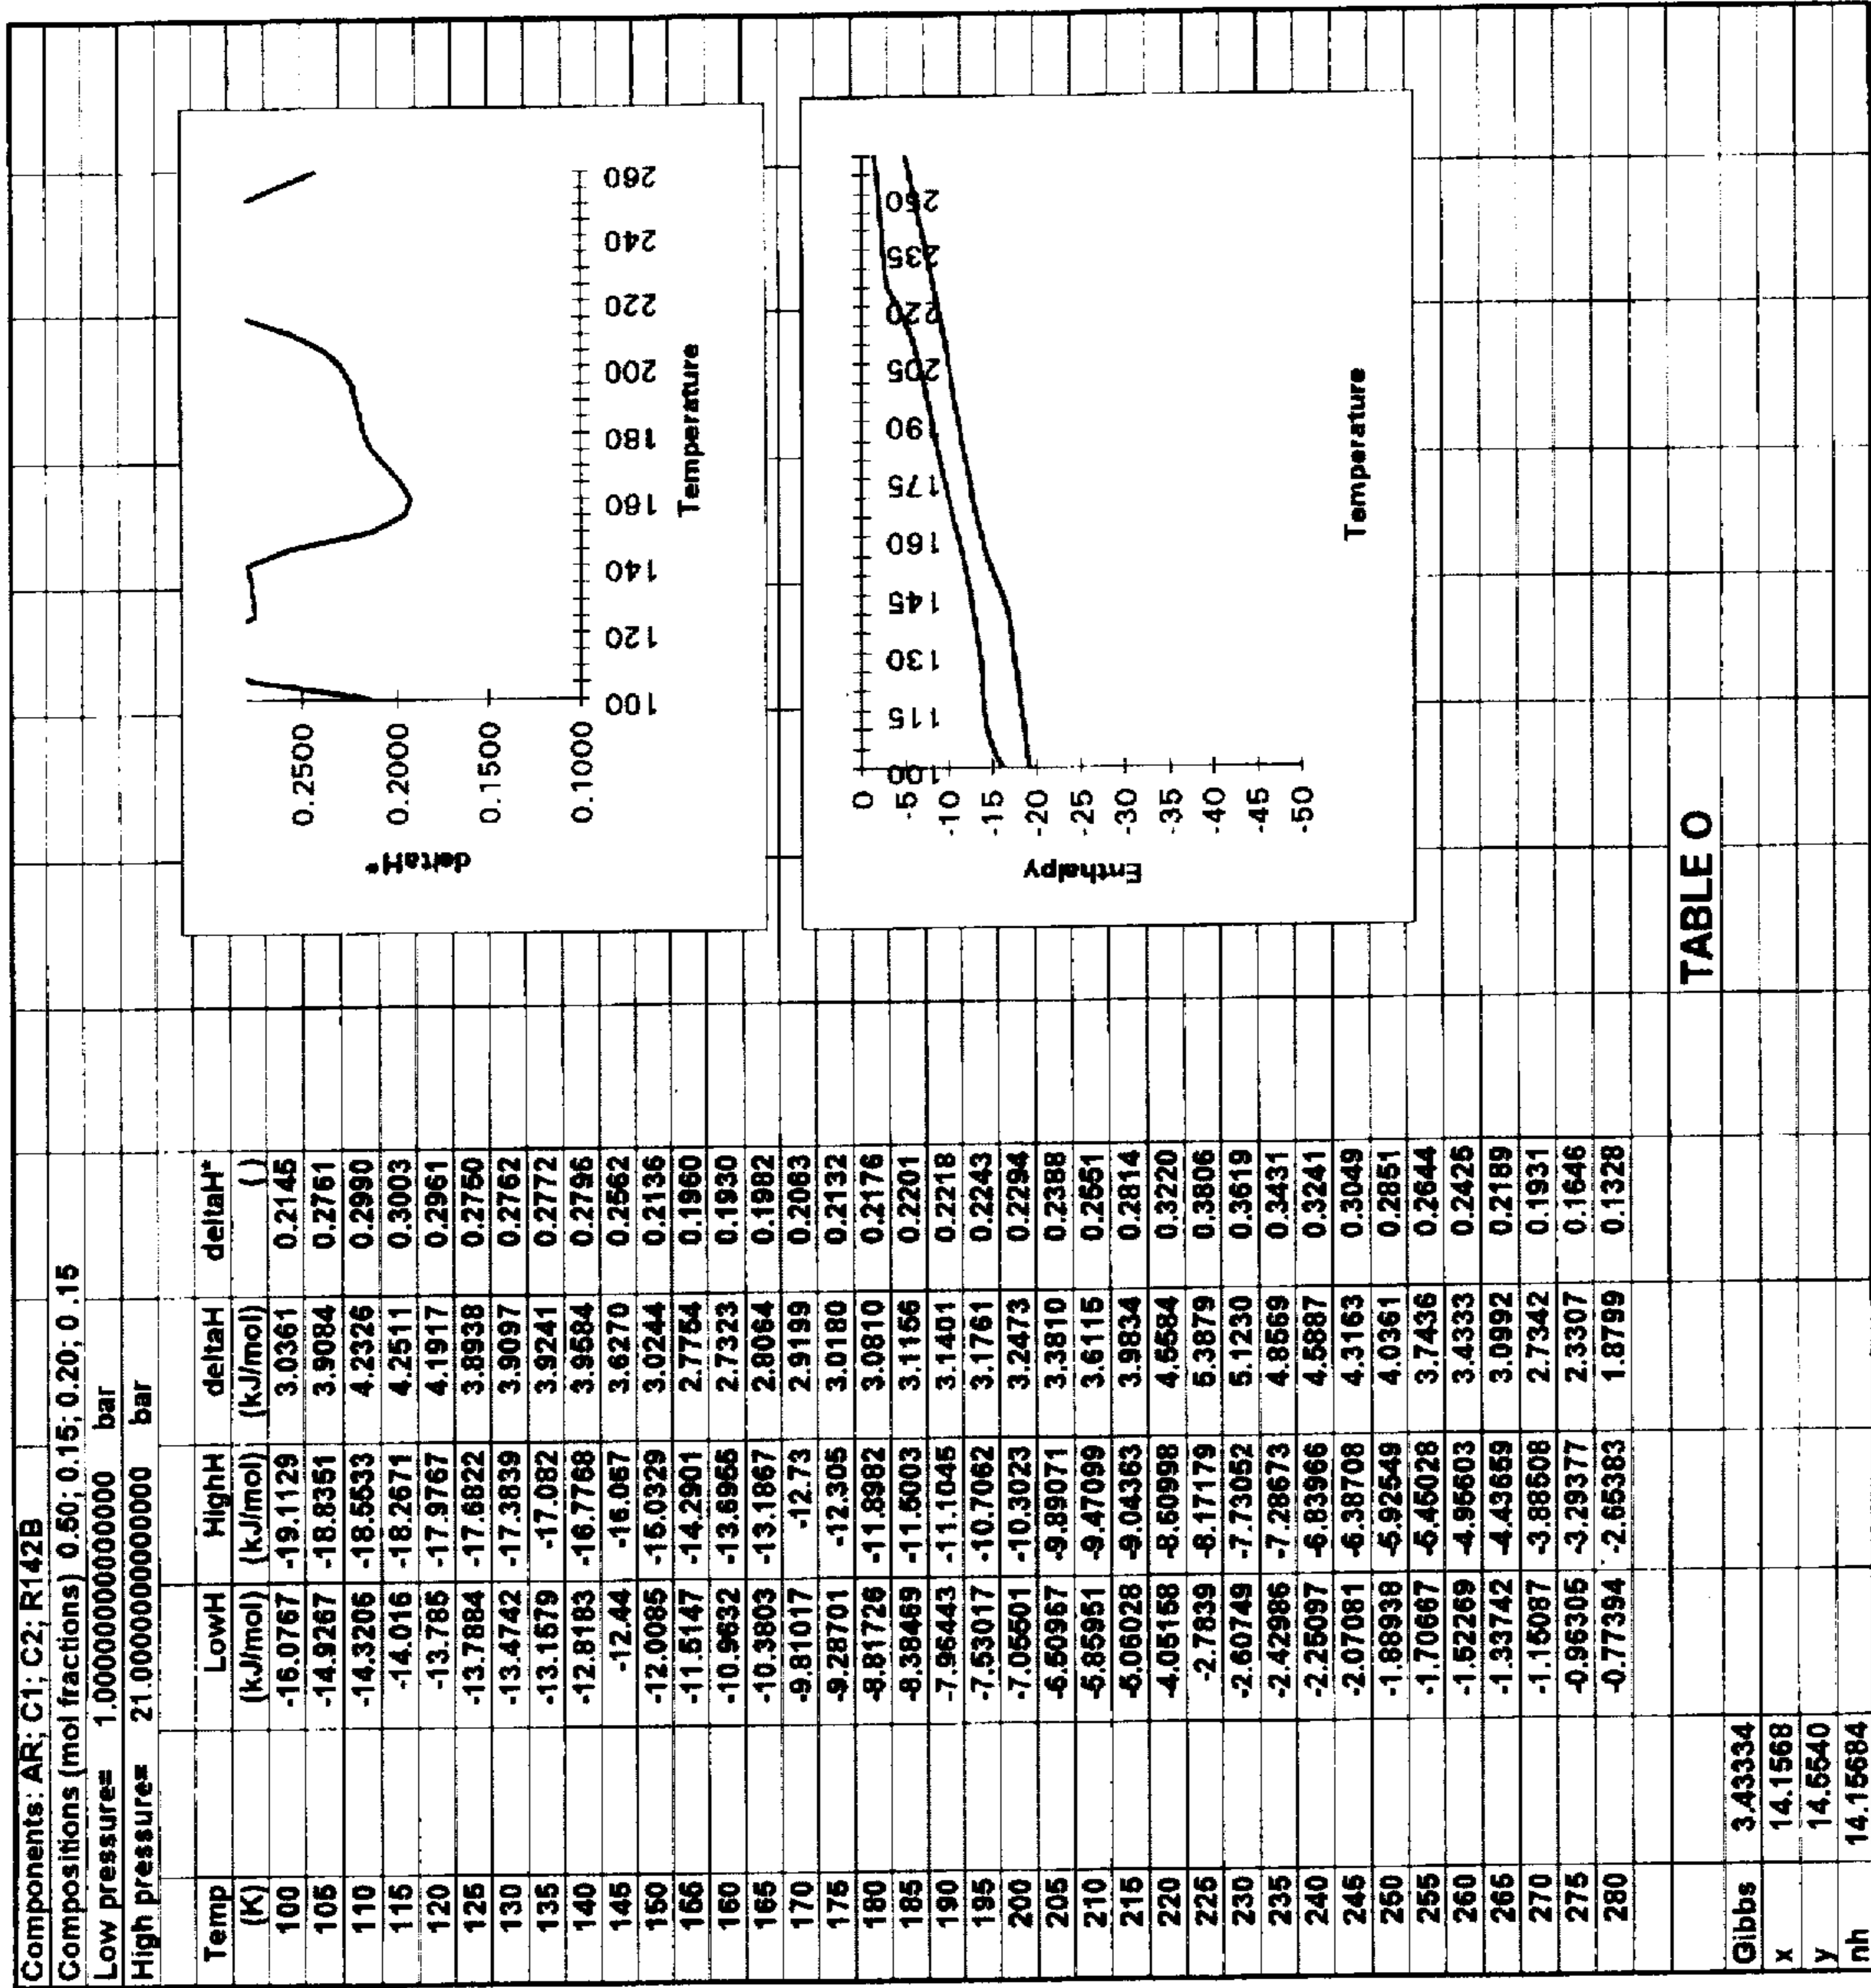 Components: AR; C1; C2; R142B
Compositions (mol fractions) 0.50; 0.15; 0.20; 0 .15
Low pressure= 1.00000000000000 bar
High pressure= 21.00000000000000 bar
Temp LowH HighH deltaH deltaH*
(K) (kJ/mol) (kJ/mol) (kJ/mol) ( )
100 -16.0767 -19.1129 3.0361 0.2145
105 -14.9267 -18.8351 3.9084 0.2761
110 -14.3206 -18.5533 4.2326 0.2990
115 -14.016 -18.2671 4.2511 0.3003
120 -13.785 -17.9767 4.1917 0.2961
125 -13.7884 -17.6822 3.8938 0.2750
130 -13.4742 -17.3839 3.9097 0.2762
135 -13.1579 -17.082 3.9241 0.2772
140 -12.8183 -16.7768 3.9584 0.2796
145 -12.44 -16.067 3.6270 0.2562
150 -12.0085 -15.0329 3.0244 0.2136
155 -11.5147 -14.2901 2.7754 0.1960
160 -10.9632 -13.6955 2.7323 0.1930
165 -10.3803 -13.1867 2.8064 0.1982
170 -9.81017 -12.73 2.9199 0.2063
175 -9.28701 -12.305 3.0180 0.2132
180 -8.81726 -11.8982 3.0810 0.2176
185 -8.38469 -11.5003 3.1156 0.2201
190 -7.96443 -11.1045 3.1401 0.2218
195 -7.53017 -10.7062 3.1761 0.2243
200 -7.05501 -10.3023 3.2473 0.2294
205 -6.50967 -9.89071 3.3810 0.2388
210 -5.85951 -9.47099 3.6115 0.2551
215 -5.06028 -9.04363 3.9834 0.2814
220 -4.05158 -8.60998 4.5584 0.3220
225 -2.7839 -8.17179 5.3879 0.3806
230 -2.60749 -7.73052 5.1230 0.3619
235 -2.42986 -7.28673 4.8569 0.3431
240 -2.25097 -6.83966 4.5887 0.3241
245 -2.07081 -6.38708 4.3163 0.3049
250 -1.88938 -5.92549 4.0361 0.2851
255 -1.70667 -5.45028 3.7436 0.2644
260 -1.52269 -4.95603 3.4333 0.2425
265 -1.33742 -4.43659 3.0992 0.2189
270 -1.15087 -3.88508 2.7342 0.1931
275 -0.96305 -3.29377 2.3307 0.1646
280 -0.77394 -2.65383 1.8799 0.1328
Gibbs 3.43334
x 14.1568
y 14.5540
nh 14.15684
deltaH*
0.2500
0.2000
0.1500
0.1000
100 120 140 160 180 200 220 240 260
Temperature
Enthalpy
0
-5
-10
-15
-20
-25
-30
-35
-40
-45
-50
100 115 130 145 160 175 190 205 220 235 250
Temperature
TABLE O